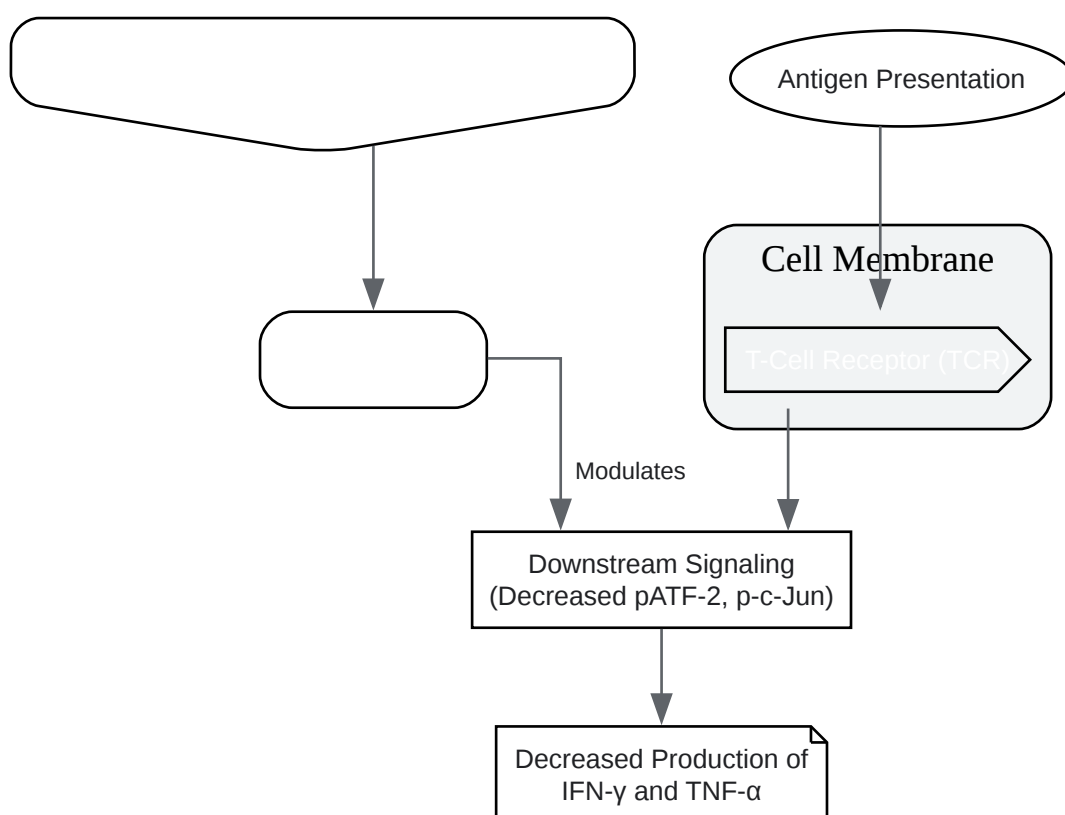 Antigen Presentation
Cell Membrane
T-Cell Receptor (TCR)
Modulates
Downstream Signaling
(Decreased pATF-2, p-c-Jun)
Decreased Production of
IFN-γ and TNF-α